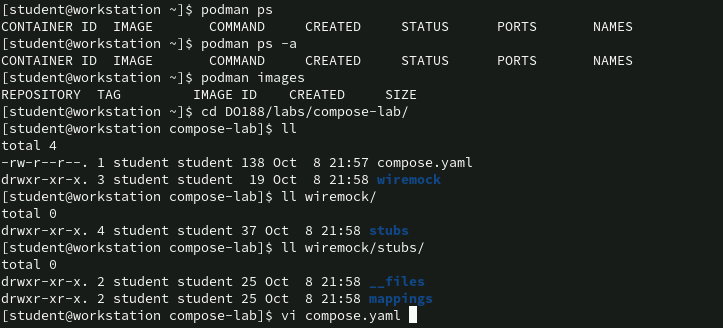 [student@workstation ~]$ podman ps
CONTAINER ID  IMAGE       COMMAND     CREATED     STATUS      PORTS       NAMES
[student@workstation ~]$ podman ps -a
CONTAINER ID  IMAGE       COMMAND     CREATED     STATUS      PORTS       NAMES
[student@workstation ~]$ podman images
REPOSITORY  TAG         IMAGE ID    CREATED     SIZE
[student@workstation ~]$ cd DO188/labs/compose-lab/
[student@workstation compose-lab]$ ll
total 4
-rw-r--r--. 1 student student 138 Oct  8 21:57 compose.yaml
drwxr-xr-x. 3 student student  19 Oct  8 21:58 wiremock
[student@workstation compose-lab]$ ll wiremock/
total 0
drwxr-xr-x. 4 student student 37 Oct  8 21:58 stubs
[student@workstation compose-lab]$ ll wiremock/stubs/
total 0
drwxr-xr-x. 2 student student 25 Oct  8 21:58 __files
drwxr-xr-x. 2 student student 25 Oct  8 21:58 mappings
[student@workstation compose-lab]$ vi compose.yaml